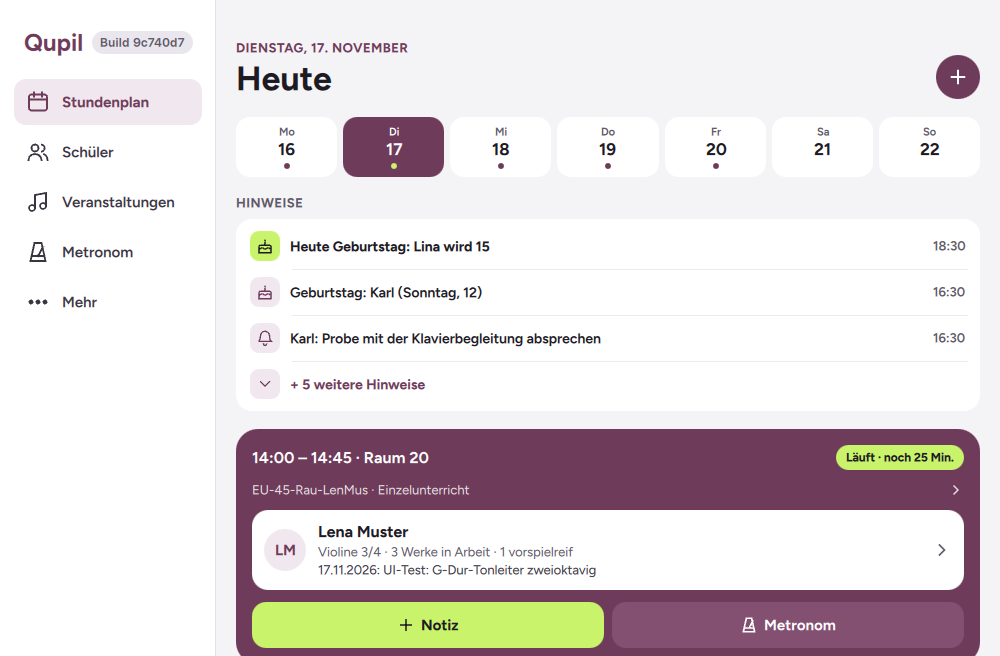 Qupil
Build 9c740d7
Stundenplan
Schüler
Veranstaltungen
Metronom
Mehr
DIENSTAG, 17. NOVEMBER
Heute
Mo
16
Di
17
Mi
18
Do
19
Fr
20
Sa
21
So
22
HINWEISE
Heute Geburtstag: Lina wird 15
18:30
Geburtstag: Karl (Sonntag, 12)
16:30
Karl: Probe mit der Klavierbegleitung absprechen
16:30
+ 5 weitere Hinweise
14:00 – 14:45 · Raum 20
Läuft · noch 25 Min.
EU-45-Rau-LenMus · Einzelunterricht
LM
Lena Muster
Violine 3/4 · 3 Werke in Arbeit · 1 vorspielreif
17.11.2026: UI-Test: G-Dur-Tonleiter zweioktavig
Notiz
Metronom